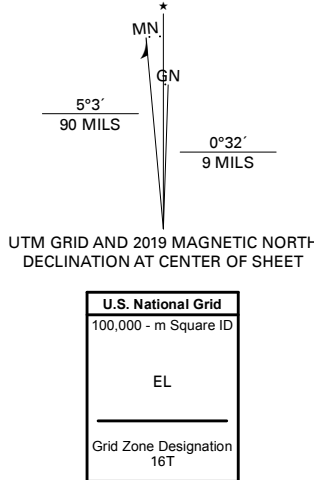 ★
MN
GN
5°3´
90 MILS
0°32´
9 MILS
UTM GRID AND 2019 MAGNETIC NORTH
DECLINATION AT CENTER OF SHEET
U.S. National Grid
100,000 - m Square ID
EL
Grid Zone Designation
16T